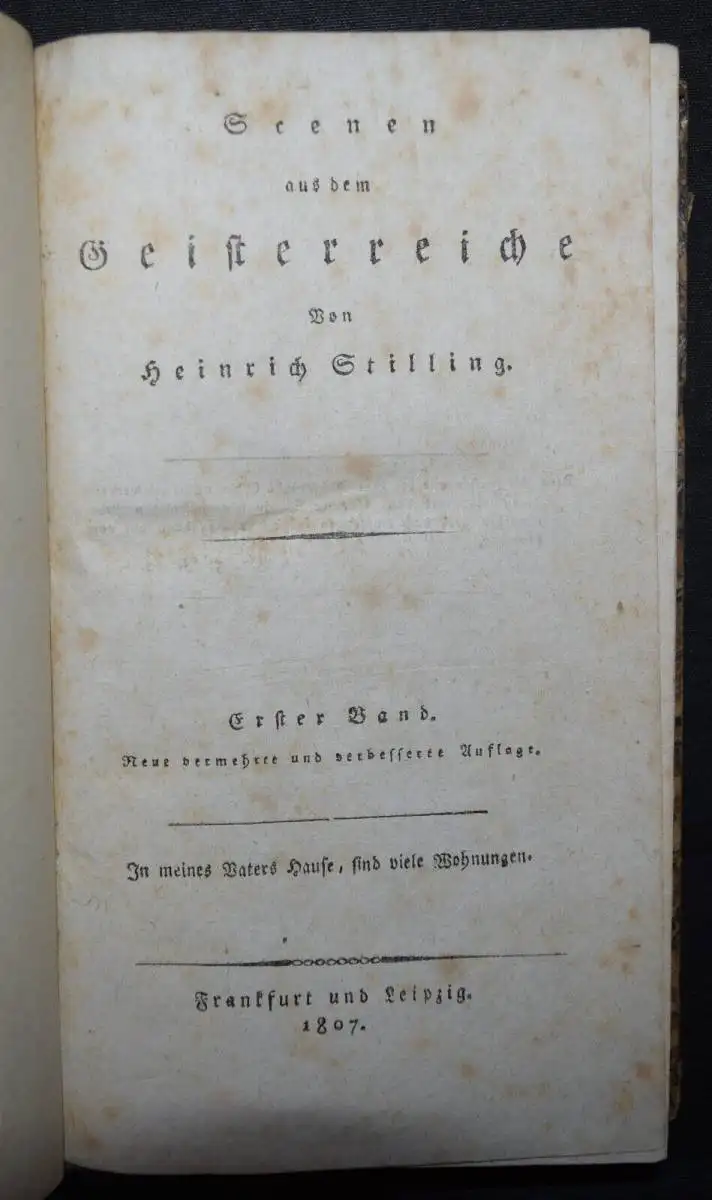 Scenen
aus dem
Geisterreiche
Von
Heinrich Stilling.
Erster Band.
Neue vermehrte und verbesserte Auflage.
In meines Vaters Hause, sind viele Wohnungen.
Frankfurt und Leipzig.
1807.